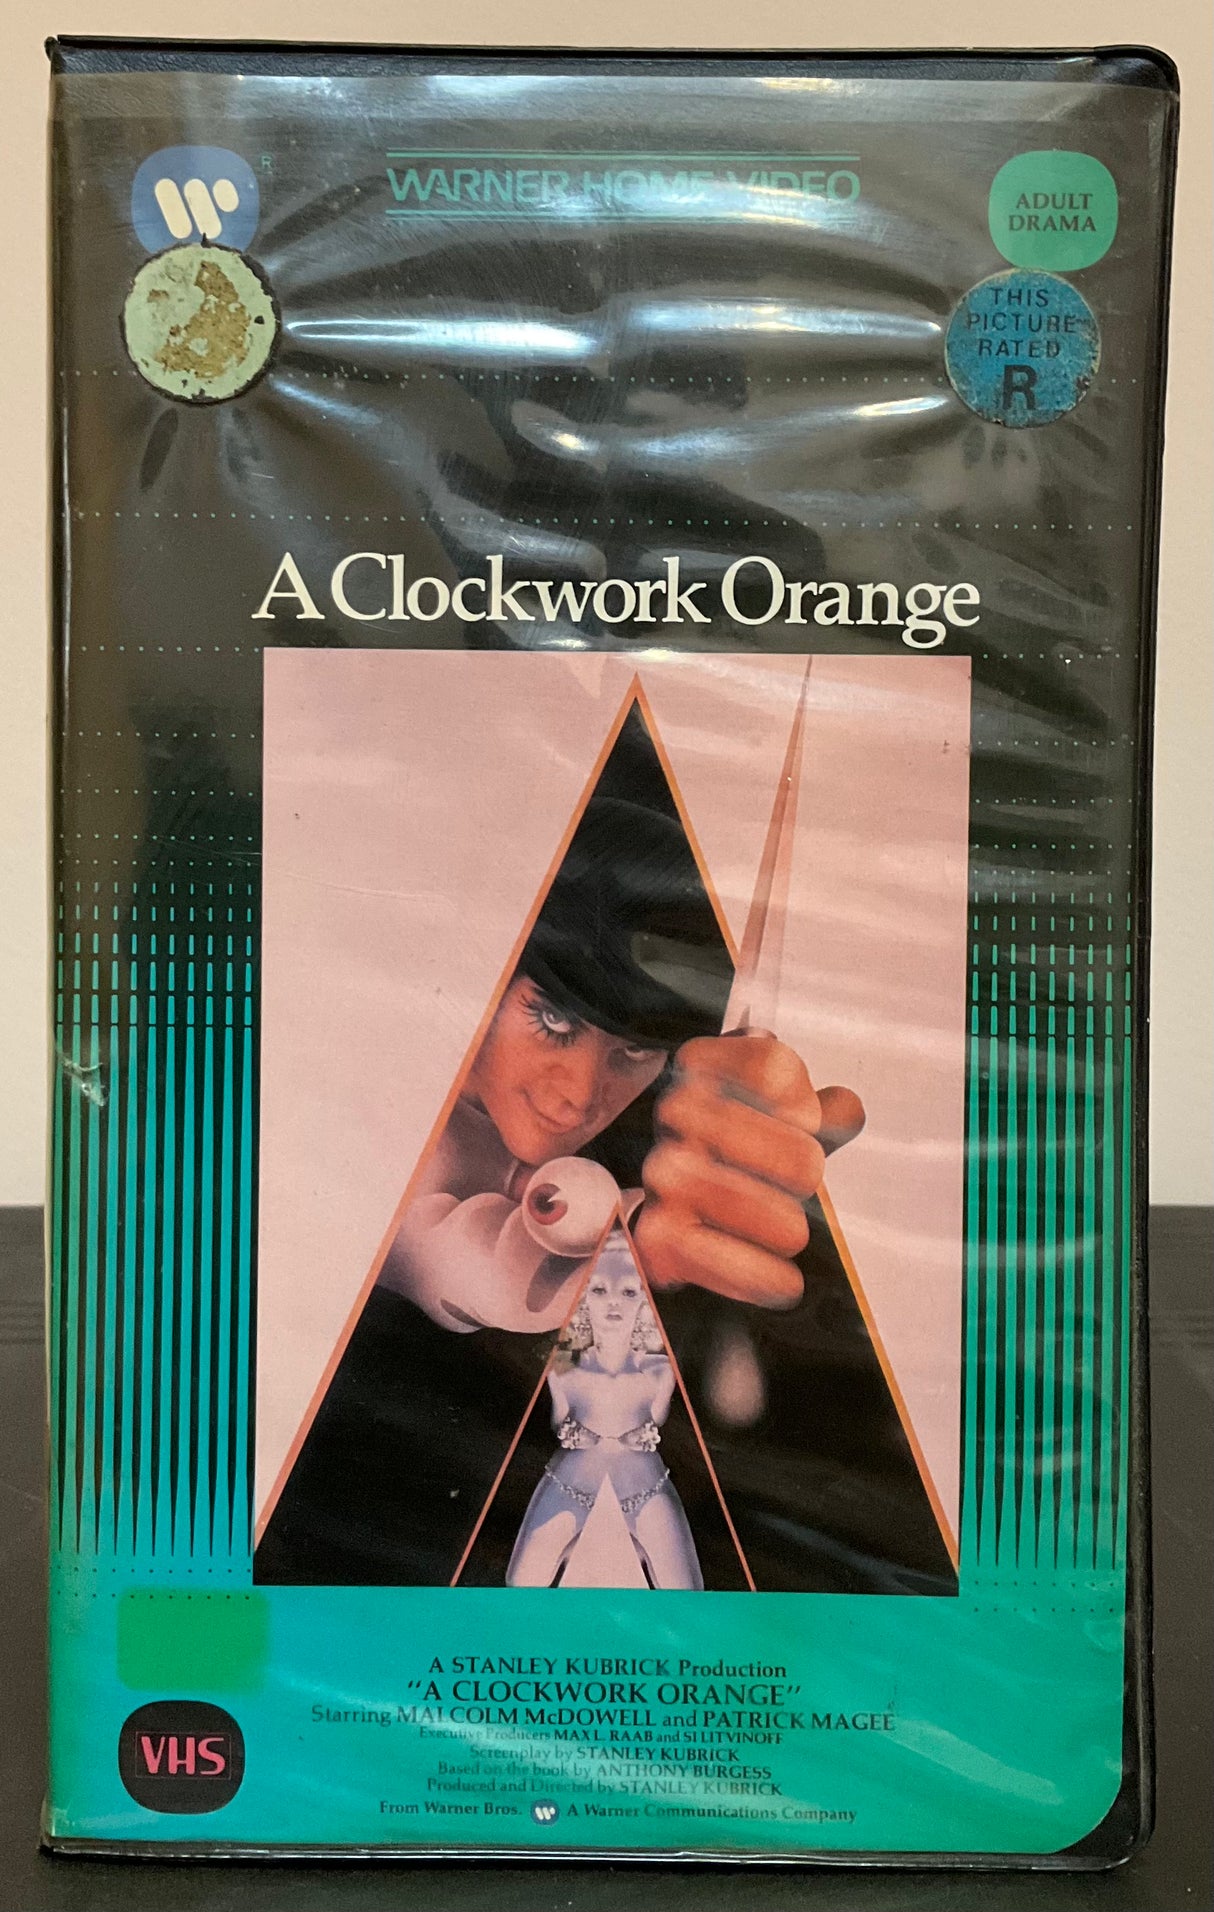 R
WARNER HOME VIDEO
ADULT
DRAMA
THIS
PICTURE
RATED
R
A Clockwork Orange
A STANLEY KUBRICK Production
"A CLOCKWORK ORANGE"
Starring MALCOLM McDOWELL and PATRICK MAGEE
Executive Producers MAX L. RAAB and SI LITVINOFF
Screenplay by STANLEY KUBRICK
Based on the book by ANTHONY BURGESS
Produced and Directed by STANLEY KUBRICK
From Warner Bros. A Warner Communications Company
VHS